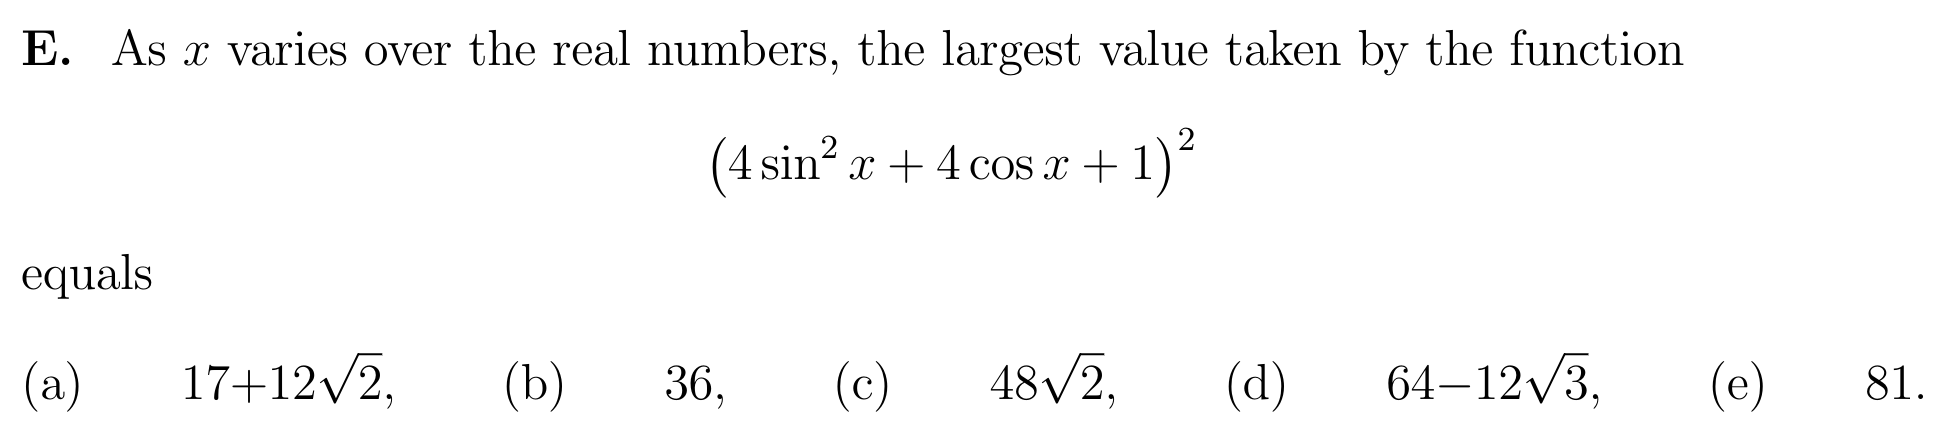 E. As x varies over the real numbers, the largest value taken by the function
(4 sin² x + 4 cos x + 1)²
equals
(a) 17+12√2, (b) 36, (c) 48√2, (d) 64−12√3, (e) 81.